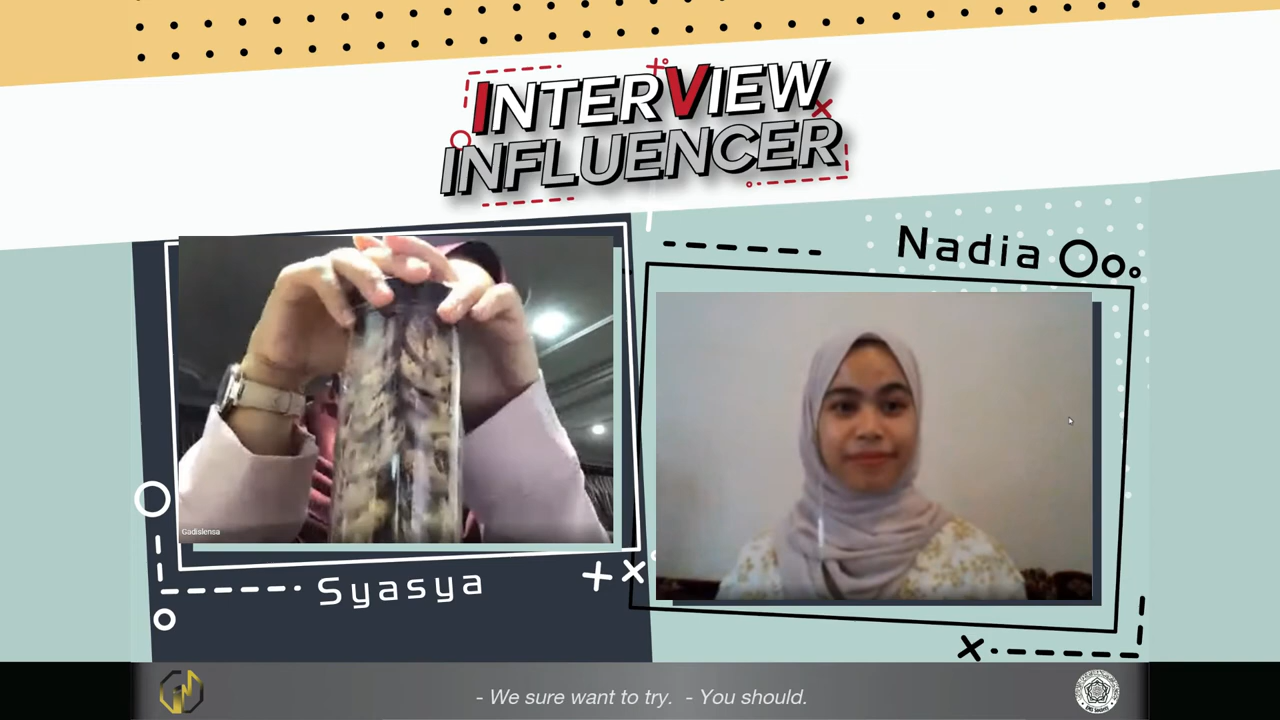 INTERVIEW
INFLUENCER
Nadia
Gadislensa
Syasya
- We sure want to try. - You should.